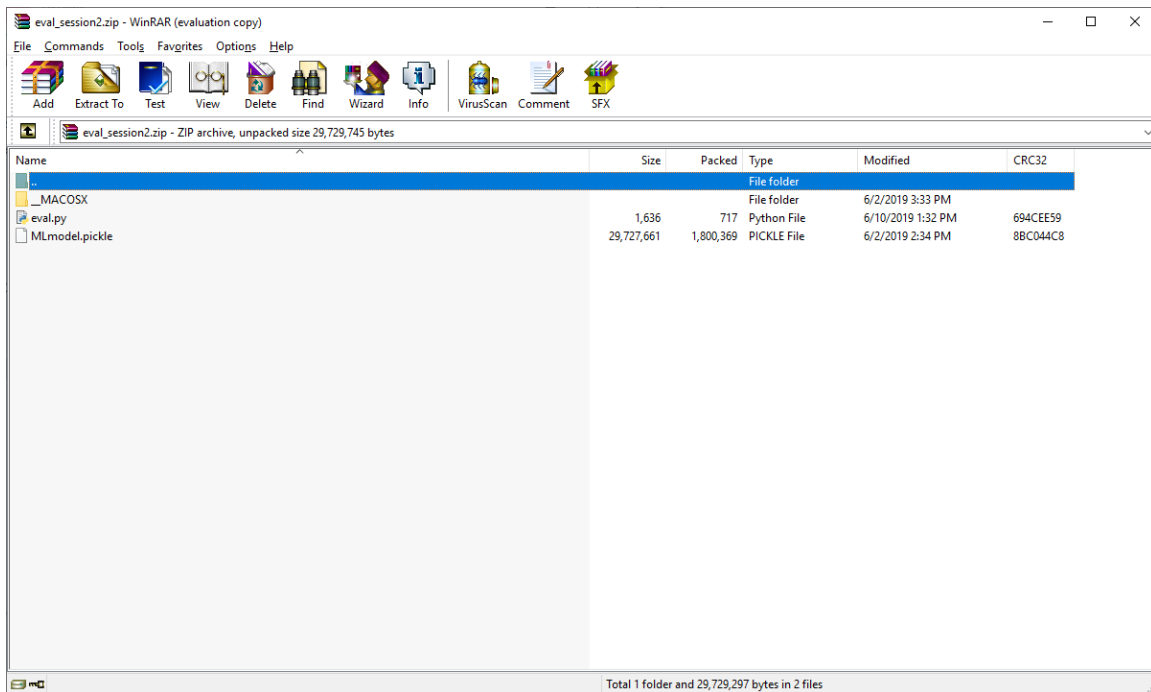 eval_session2.zip - WinRAR (evaluation copy)
File Commands Tools Favorites Options Help
Add Extract To Test View Delete Find Wizard Info VirusScan Comment SFX
eval_session2.zip - ZIP archive, unpacked size 29,729,745 bytes
Name Size Packed Type Modified CRC32
.. File folder
__MACOSX File folder 6/2/2019 3:33 PM
eval.py 1,636 717 Python File 6/10/2019 1:32 PM 694CEE59
MLmodel.pickle 29,727,661 1,800,369 PICKLE File 6/2/2019 2:34 PM 8BC044C8
Total 1 folder and 29,729,297 bytes in 2 files